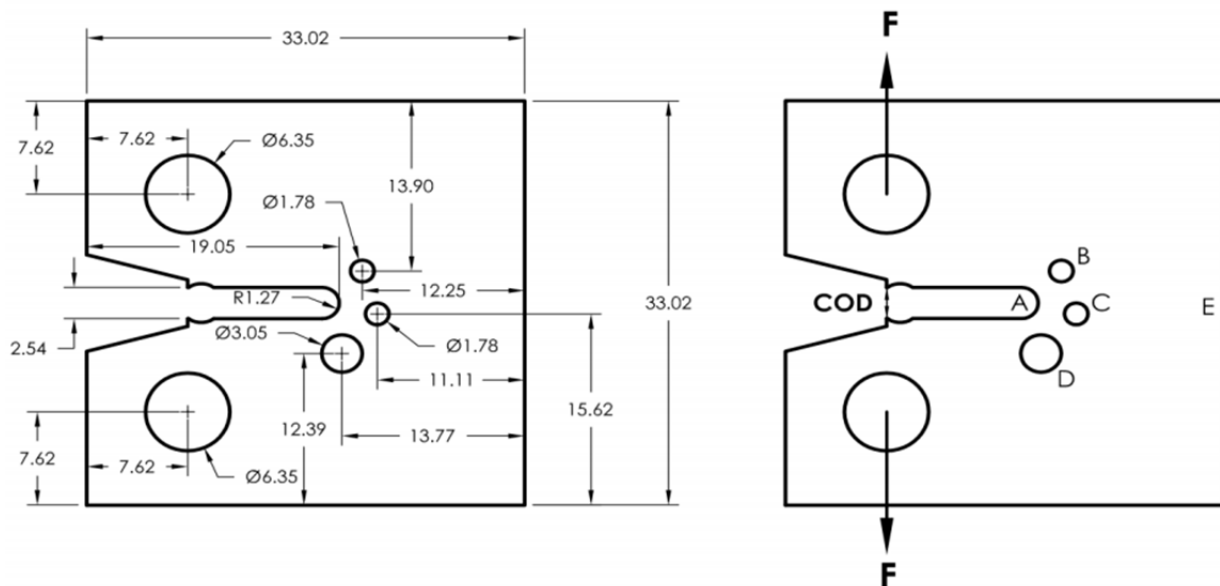 33.02
7.62
7.62
Ø6.35
13.90
Ø1.78
19.05
R1.27
12.25
2.54
Ø3.05
Ø1.78
11.11
15.62
12.39
13.77
7.62
7.62
Ø6.35
F
33.02
B
COD
A
C
E
D
F